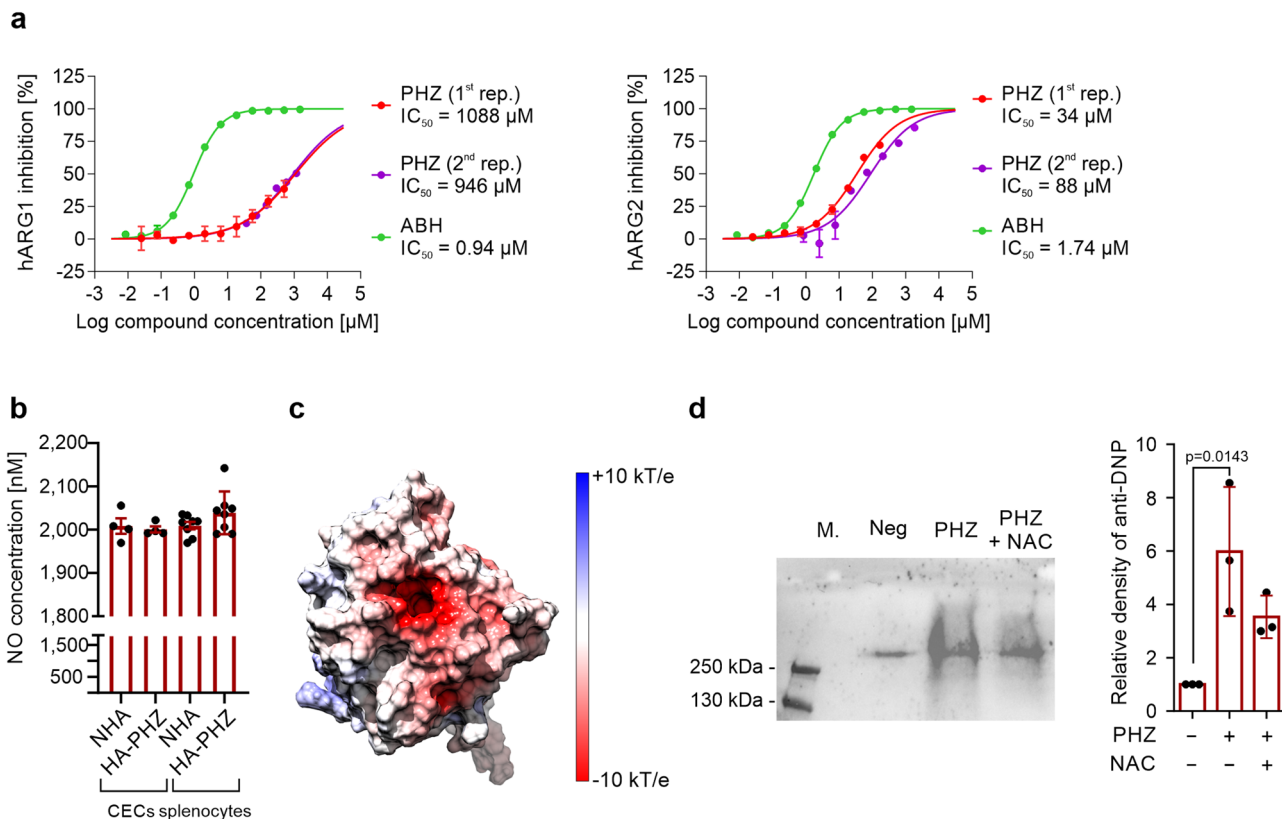 a
hARG1 inhibition [%]
125
100
75
50
25
0
-25
-3 -2 -1 0 1 2 3 4 5
Log compound concentration [µM]
PHZ (1st rep.)
IC50 = 1088 µM
PHZ (2nd rep.)
IC50 = 946 µM
ABH
IC50 = 0.94 µM
hARG2 inhibition [%]
125
100
75
50
25
0
-25
-3 -2 -1 0 1 2 3 4 5
Log compound concentration [µM]
PHZ (1st rep.)
IC50 = 34 µM
PHZ (2nd rep.)
IC50 = 88 µM
ABH
IC50 = 1.74 µM
b
NO concentration [nM]
2,200
2,100
2,000
1,900
1,800
1,500
500
NHA
HA-PHZ
NHA
HA-PHZ
CECs splenocytes
c
+10 kT/e
-10 kT/e
d
M. Neg PHZ PHZ
+ NAC
250 kDa -
130 kDa -
Relative density of anti-DNP
10
8
6
4
2
0
p=0.0143
PHZ − + +
NAC − − +